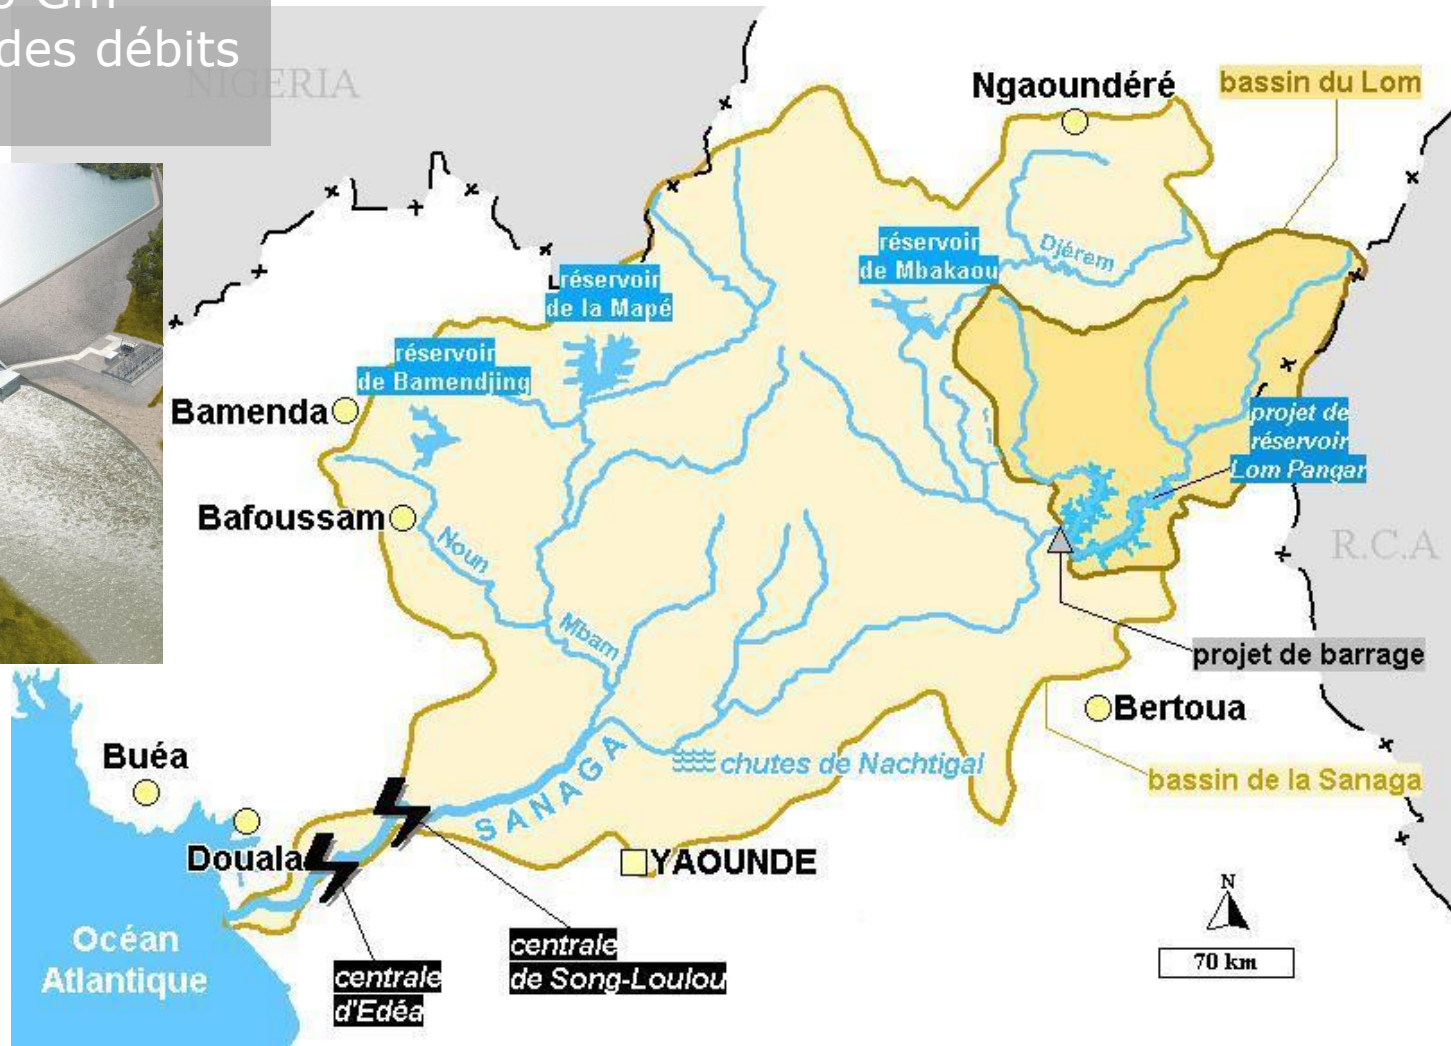 des débits
NIGERIA
Ngaoundéré
bassin du Lom
réservoir
de Mbakaou
Djérem
réservoir
de la Mapé
réservoir
de Bamendjing
Bamenda
projet de
réservoir
Lom Pangar
Bafoussam
Noun
R.C.A
Mbam
projet de barrage
Bertoua
Buéa
SANAGA
chutes de Nachtigal
bassin de la Sanaga
Douala
YAOUNDE
N
Océan
Atlantique
centrale
de Song-Loulou
70 km
centrale
d'Edéa